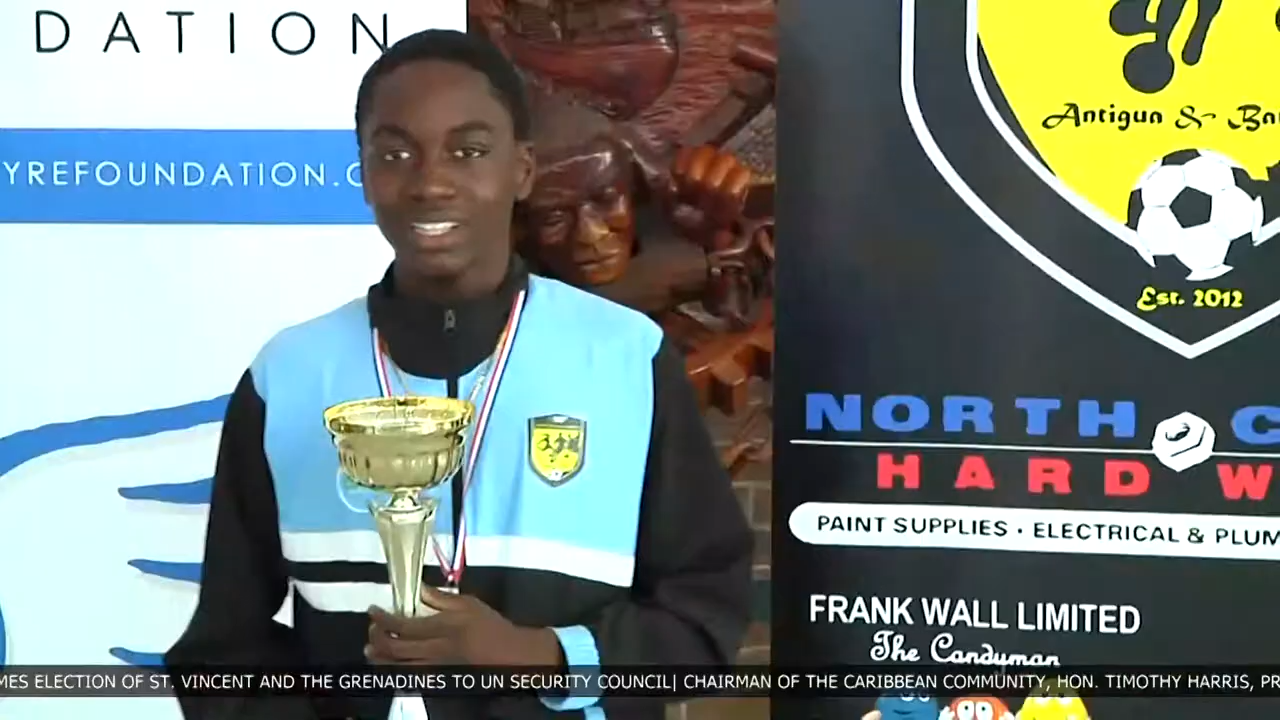 DATION
YREFOUNDATION.C
Antigua & Ba
Est. 2012
NORTH C
HARD W
PAINT SUPPLIES · ELECTRICAL & PLUM
FRANK WALL LIMITED
The Candyman
MES ELECTION OF ST. VINCENT AND THE GRENADINES TO UN SECURITY COUNCIL| CHAIRMAN OF THE CARIBBEAN COMMUNITY, HON. TIMOTHY HARRIS, PR